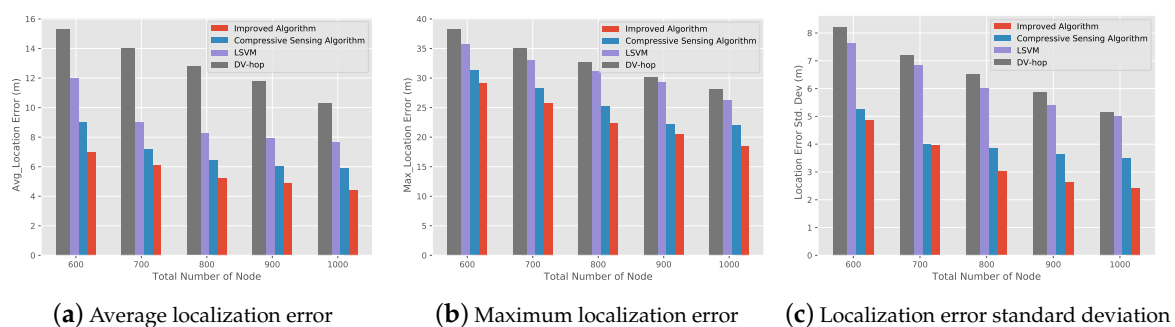 Avg_Location Error (m)
16
14
12
10
8
6
4
2
0
600
700
800
900
1000
Total Number of Node
Improved Algorithm
Compressive Sensing Algorithm
LSVM
DV-hop
(a) Average localization error
Max_Location Error (m)
40
35
30
25
20
15
10
5
0
600
700
800
900
1000
Total Number of Node
Improved Algorithm
Compressive Sensing Algorithm
LSVM
DV-hop
(b) Maximum localization error
Location Error Std. Dev (m)
8
7
6
5
4
3
2
1
0
600
700
800
900
1000
Total Number of Node
Improved Algorithm
Compressive Sensing Algorithm
LSVM
DV-hop
(c) Localization error standard deviation